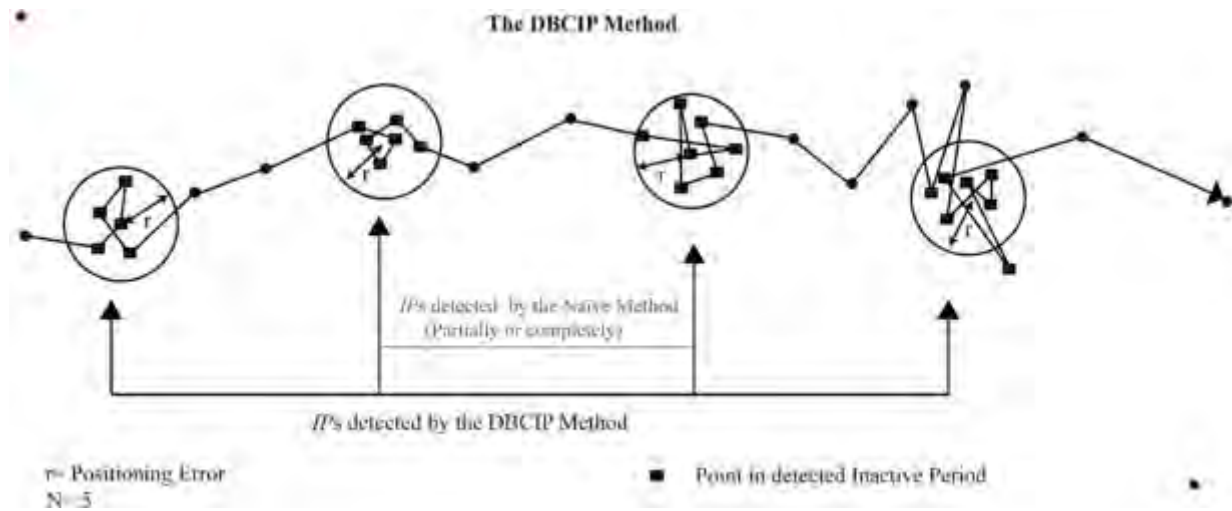 The DBCIP Method
r
r
r
r
IPs detected by the Naïve Method
(Partially or completely)
IPs detected by the DBCIP Method
r= Positioning Error
N=5
Point in detected Inactive Period